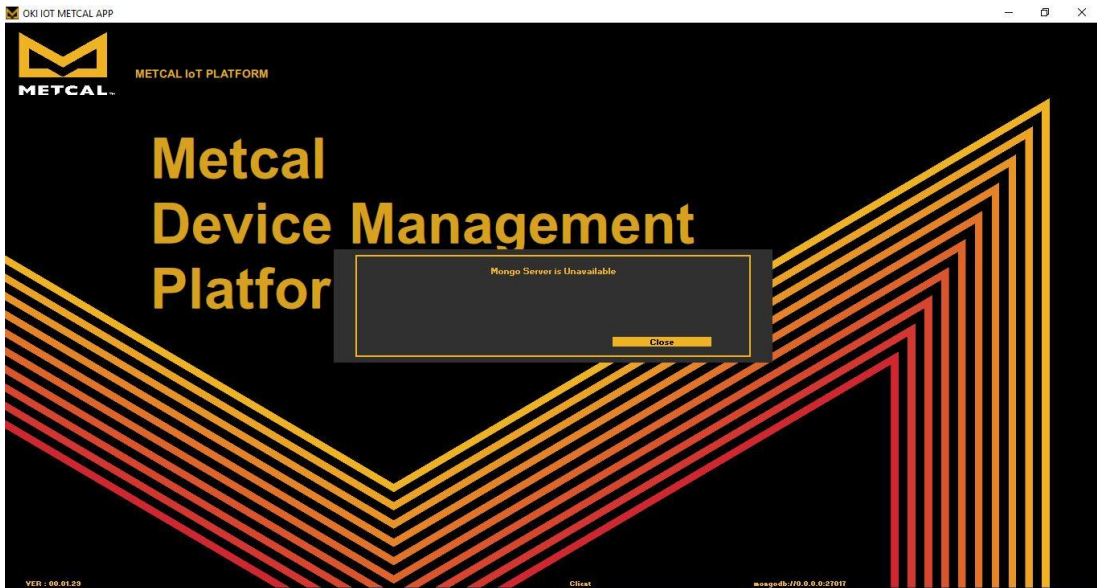 OKI IOT METCAL APP
METCAL™
METCAL IoT PLATFORM
Metcal
Device Management
Platfor
Mongo Server is Unavailable
Close
VER : 00.01.29
Client
mongodb://0.0.0.0:27017